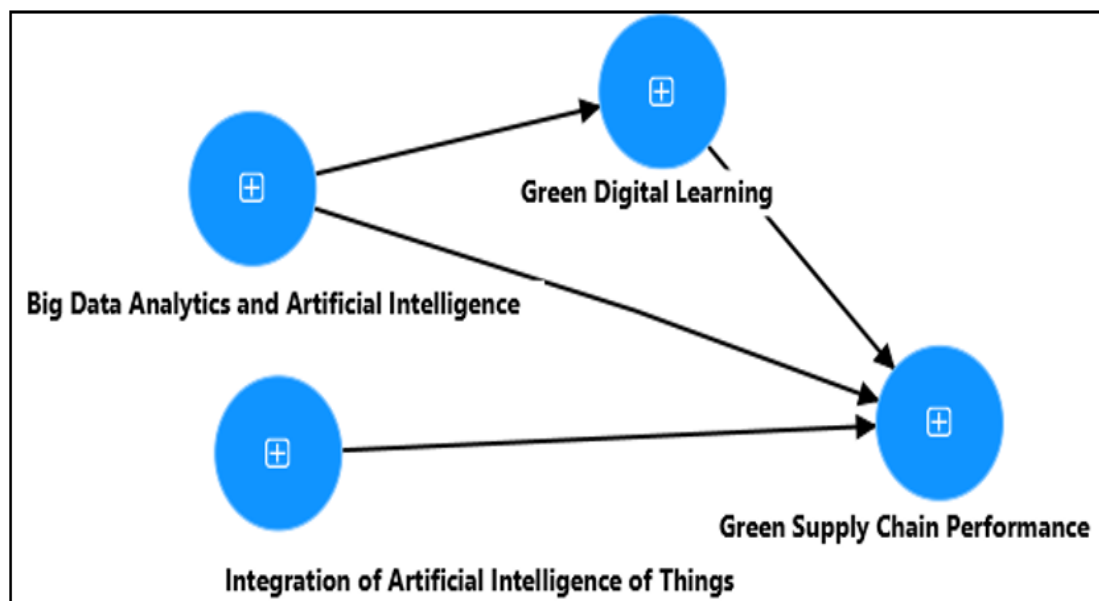 Green Digital Learning
Big Data Analytics and Artificial Intelligence
Green Supply Chain Performance
Integration of Artificial Intelligence of Things